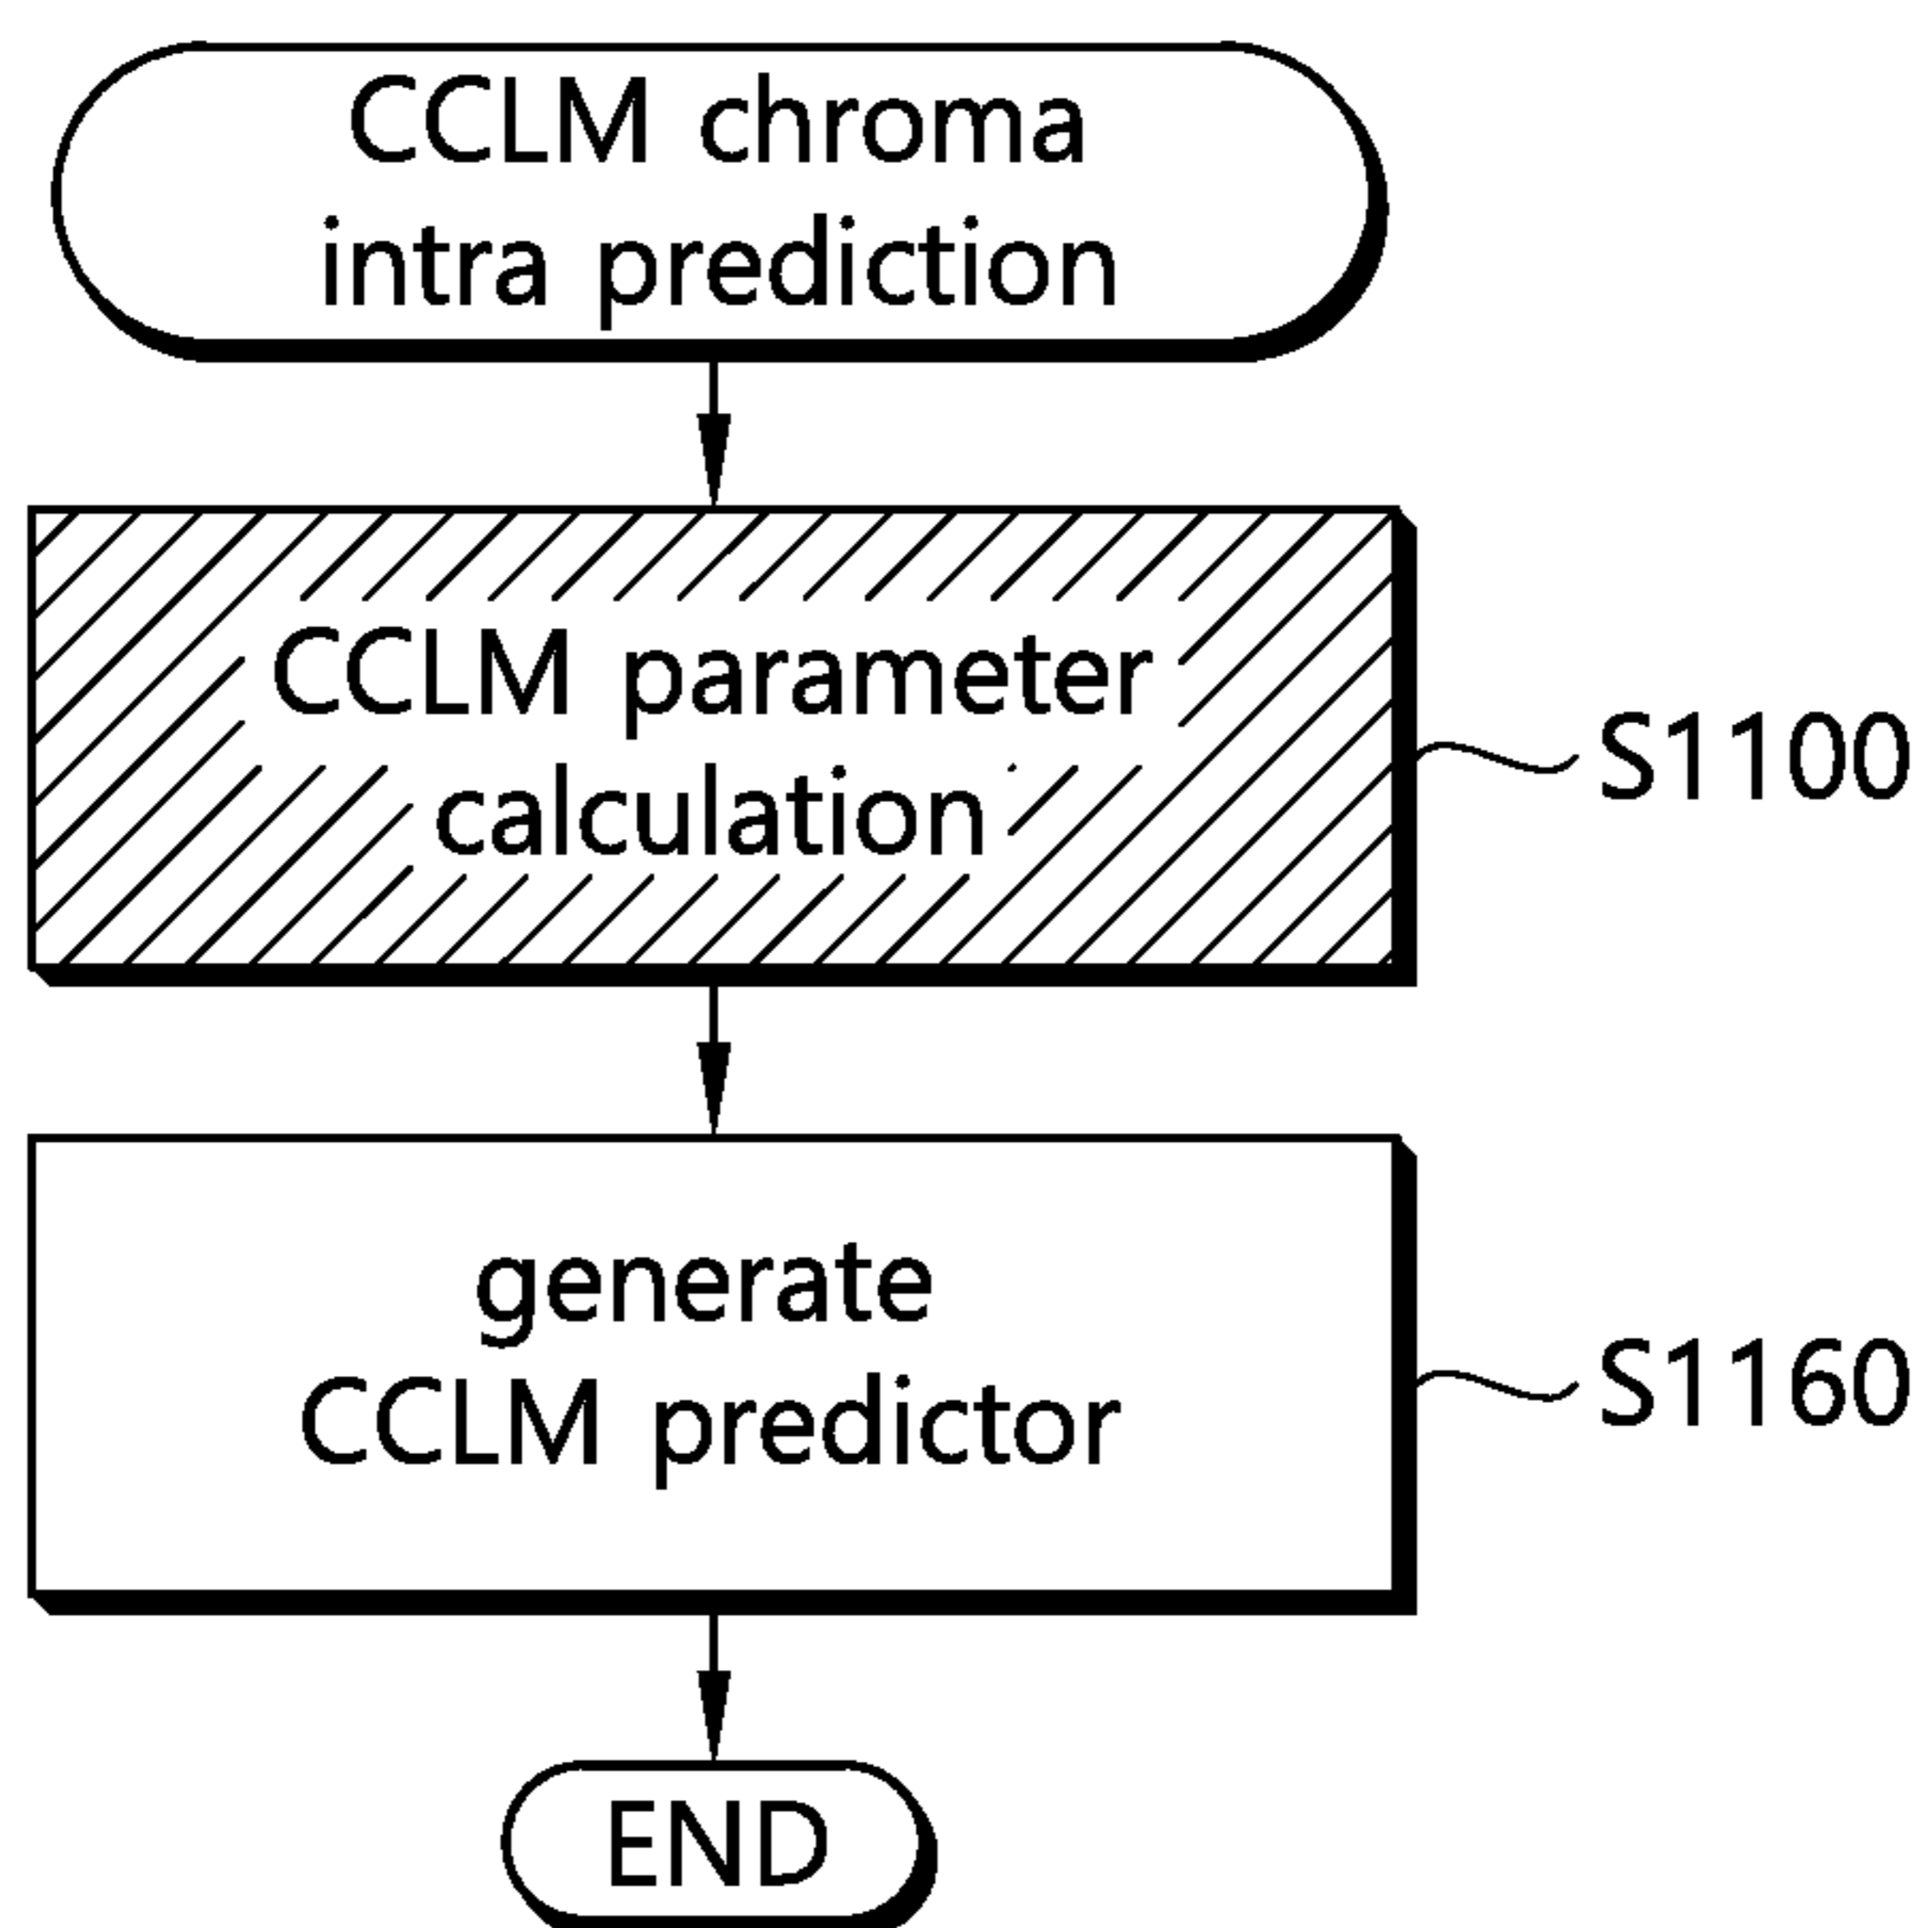 CCLM chroma
intra prediction
CCLM parameter
calculation
S1100
generate
CCLM predictor
S1160
END